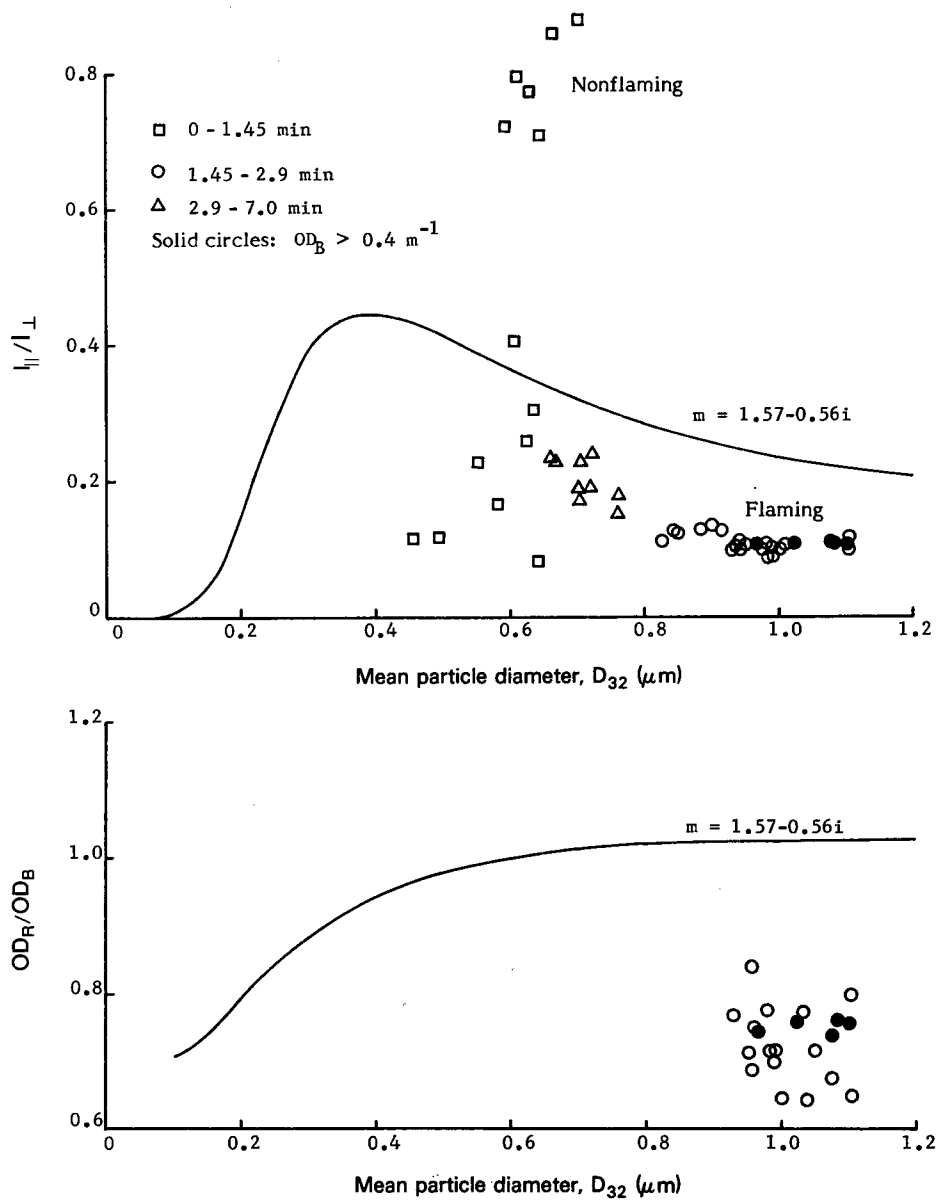 0.8
Nonflaming
0 - 1.45 min
1.45 - 2.9 min
0.6
2.9 - 7.0 min
Solid circles: OD_B > 0.4 m^-1
I_||/I_⊥
0.4
m = 1.57-0.56i
0.2
Flaming
0
0 0.2 0.4 0.6 0.8 1.0 1.2
Mean particle diameter, D_32 (μm)
1.2
m = 1.57-0.56i
1.0
OD_R/OD_B
0.8
0.6
0 0.2 0.4 0.6 0.8 1.0 1.2
Mean particle diameter, D_32 (μm)